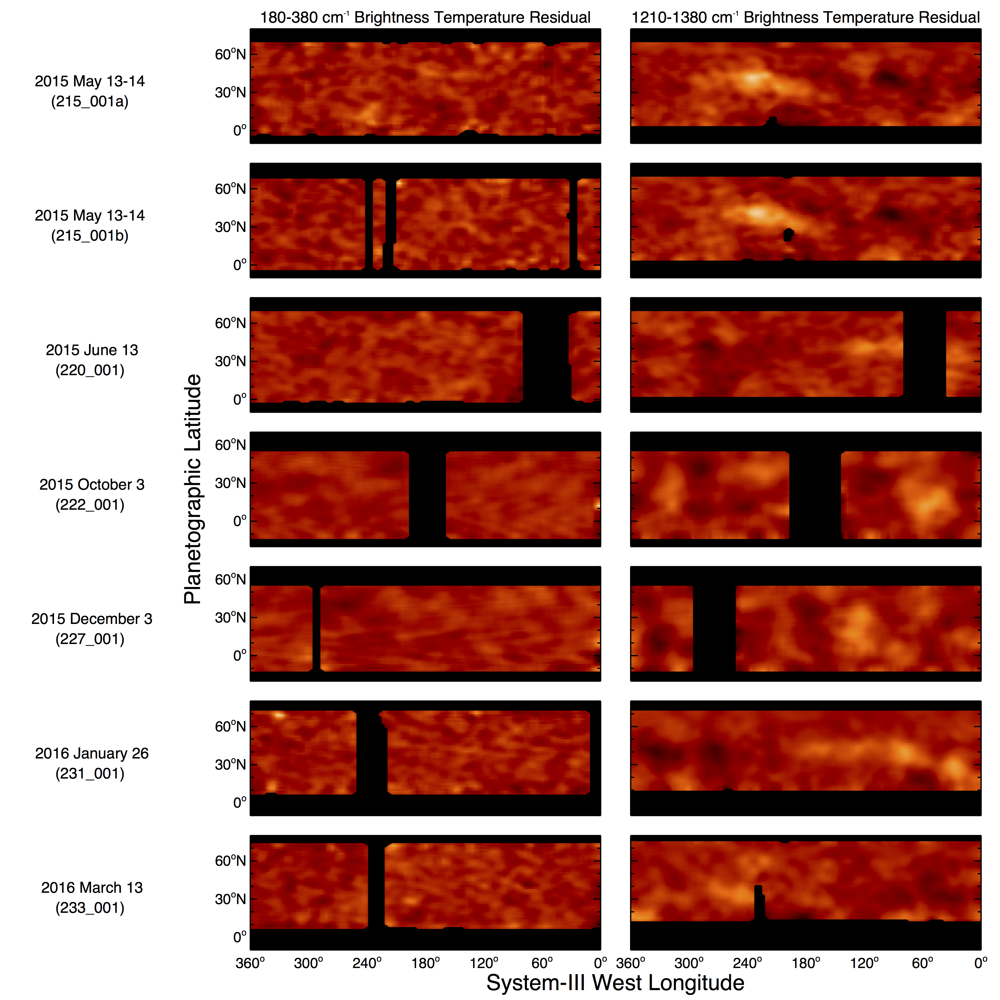 180-380 cm⁻¹ Brightness Temperature Residual
1210-1380 cm⁻¹ Brightness Temperature Residual
2015 May 13-14
(215_001a)
60°N
30°N
0°
2015 May 13-14
(215_001b)
60°N
30°N
0°
2015 June 13
(220_001)
60°N
30°N
0°
Planetographic Latitude
2015 October 3
(222_001)
60°N
30°N
0°
2015 December 3
(227_001)
60°N
30°N
0°
2016 January 26
(231_001)
60°N
30°N
0°
2016 March 13
(233_001)
60°N
30°N
0°
360° 300° 240° 180° 120° 60° 0° 360° 300° 240° 180° 120° 60° 0°
System-III West Longitude